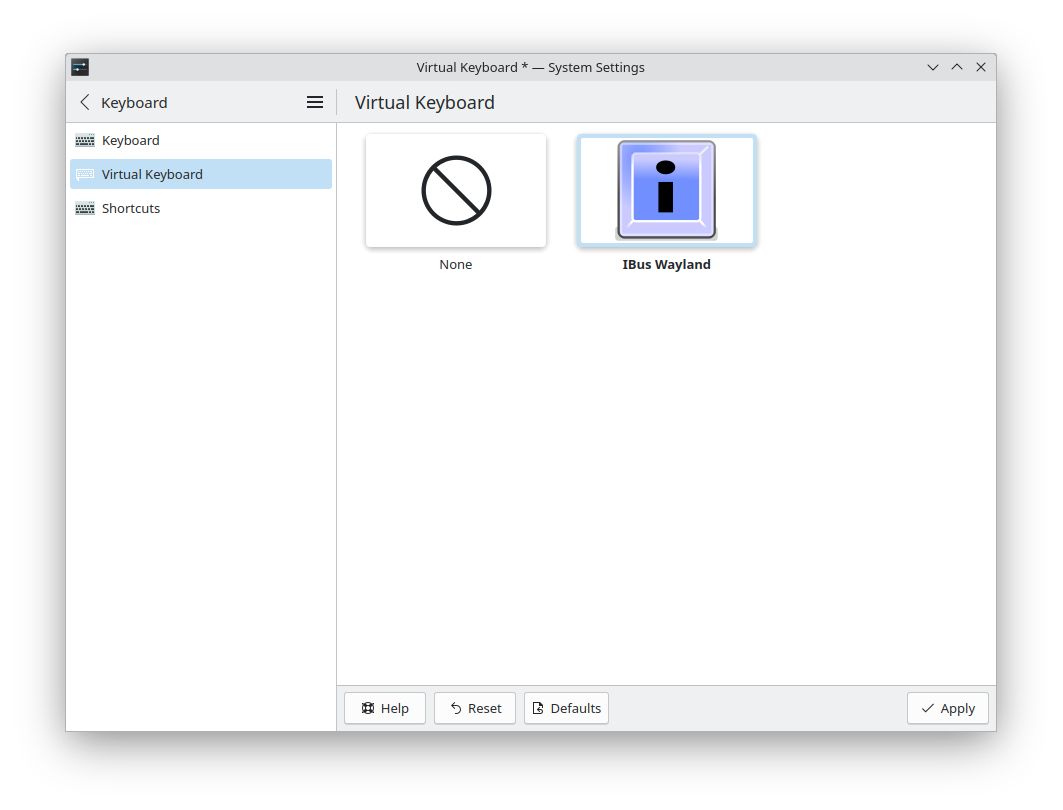 Virtual Keyboard * — System Settings
Keyboard
Virtual Keyboard
Keyboard
Virtual Keyboard
Shortcuts
None
IBus Wayland
Help
Reset
Defaults
Apply